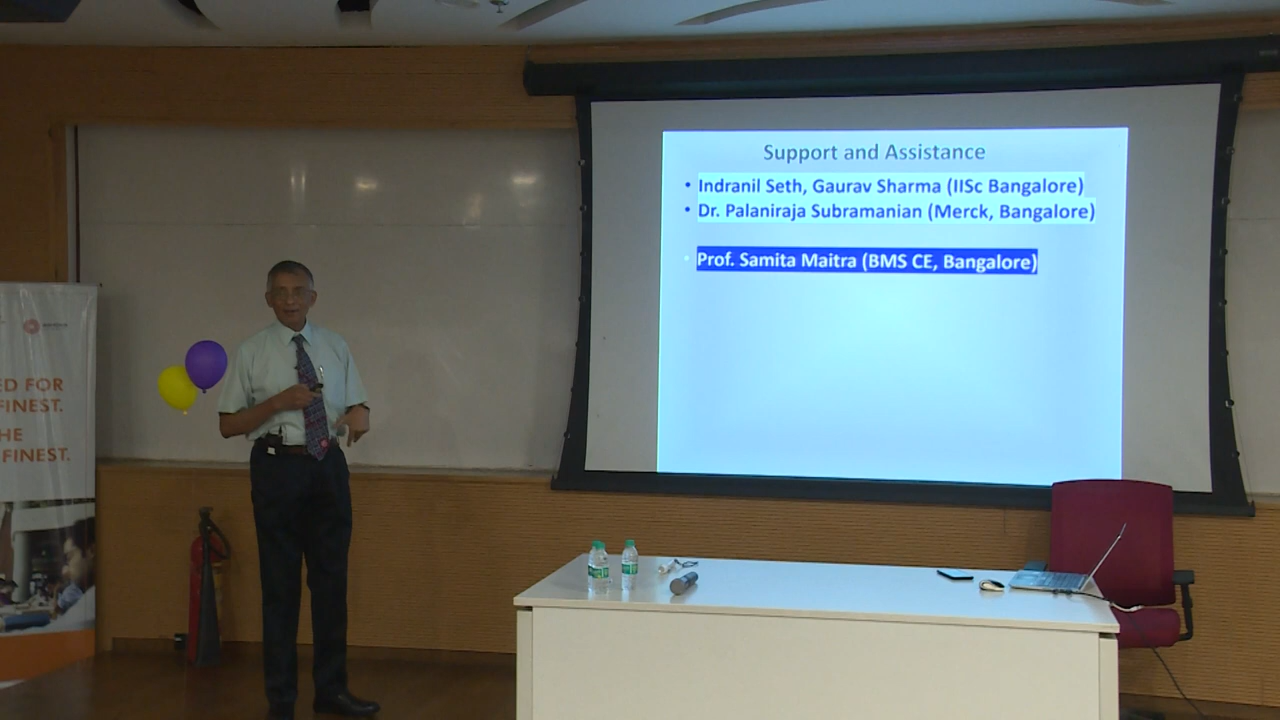 Support and Assistance
• Indranil Seth, Gaurav Sharma (IISc Bangalore)
• Dr. Palaniraja Subramanian (Merck, Bangalore)
• Prof. Samita Maitra (BMS CE, Bangalore)
ED FOR
FINEST.
HE
FINEST.